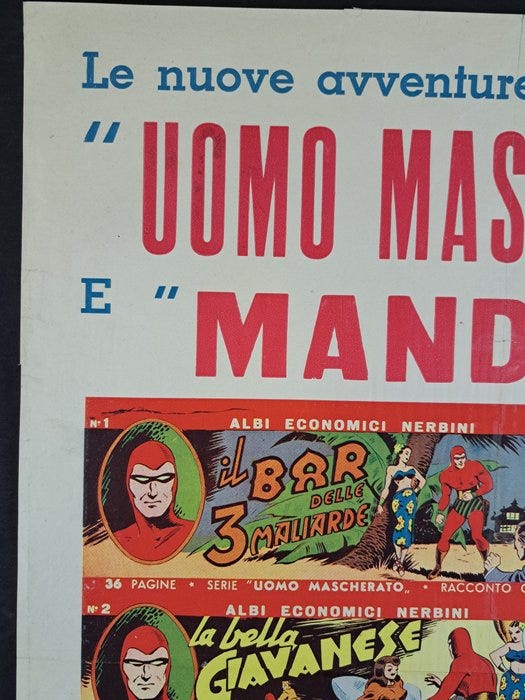 Le nuove avventure
" UOMO MAS
E " MAND
N° 1 ALBI ECONOMICI NERBINI
il BAR
DELLE
3 MALIARDE
36 PAGINE * SERIE "UOMO MASCHERATO„ * RACCONTO C
N° 2 ALBI ECONOMICI NERBINI
la bella
GIAVANESE